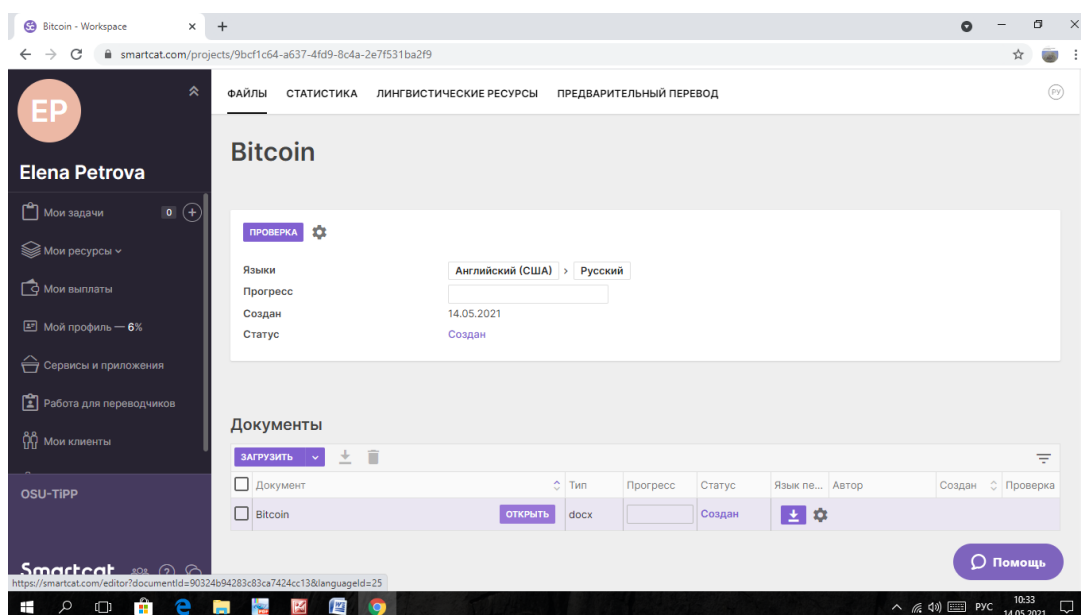 Bitcoin - Workspace
smartcat.com/projects/9bcf1c64-a637-4fd9-8c4a-2e7f531ba2f9
EP
Elena Petrova
Мои задачи 0
Мои ресурсы
Мои выплаты
Мой профиль — 6%
Сервисы и приложения
Работа для переводчиков
Мои клиенты
OSU-TiPP
Smartcat
ФАЙЛЫ СТАТИСТИКА ЛИНГВИСТИЧЕСКИЕ РЕСУРСЫ ПРЕДВАРИТЕЛЬНЫЙ ПЕРЕВОД РУ
Bitcoin
ПРОВЕРКА
Языки Английский (США) > Русский
Прогресс
Создан 14.05.2021
Статус Создан
Документы
ЗАГРУЗИТЬ
Документ Тип Прогресс Статус Язык пе... Автор Создан Проверка
Bitcoin ОТКРЫТЬ docx Создан
Помощь
https://smartcat.com/editor?documentId=90324b94283c83ca7424cc13&languageId=25
РУС 10:33
14.05.2021